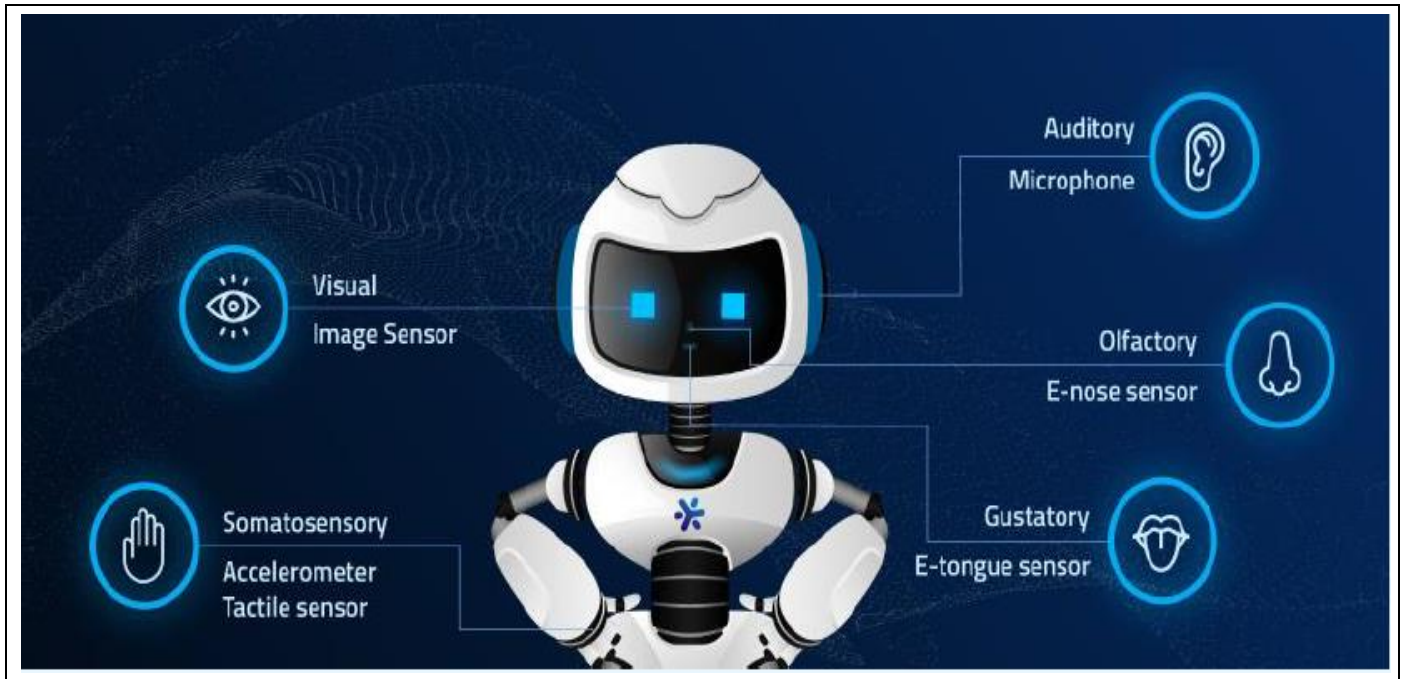 Visual
Image Sensor
Somatosensory
Accelerometer
Tactile sensor
Auditory
Microphone
Olfactory
E-nose sensor
Gustatory
E-tongue sensor